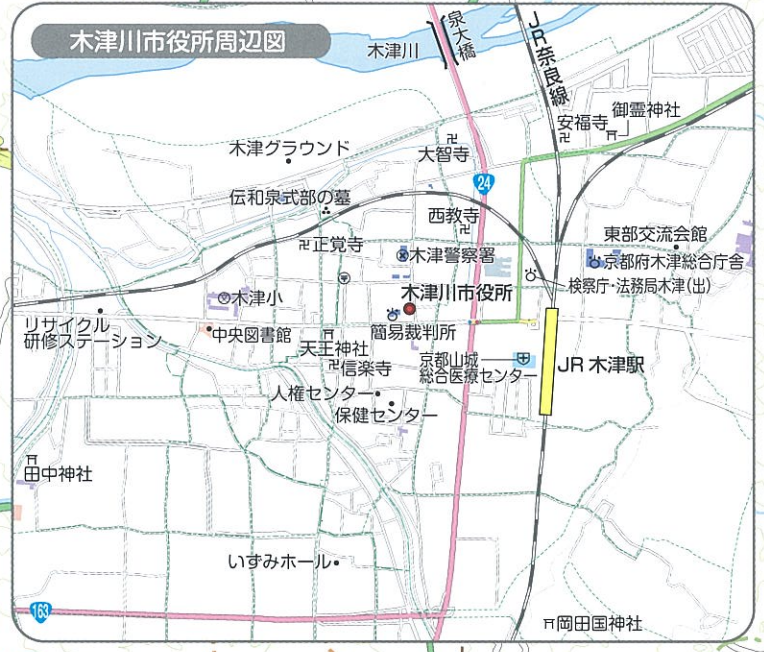 木津川市役所周辺図
木津川
泉大橋
JR奈良線
御霊神社
安福寺
木津グラウンド
大智寺
24
伝和泉式部の墓
西教寺
正覚寺
東部交流会館
木津警察署
京都府木津総合庁舎
検察庁・法務局木津(出)
木津小
木津川市役所
リサイクル
研修ステーション
中央図書館
簡易裁判所
天王神社
信楽寺
京都山城
総合医療センター
JR 木津駅
人権センター
保健センター
田中神社
いずみホール
163
岡田国神社